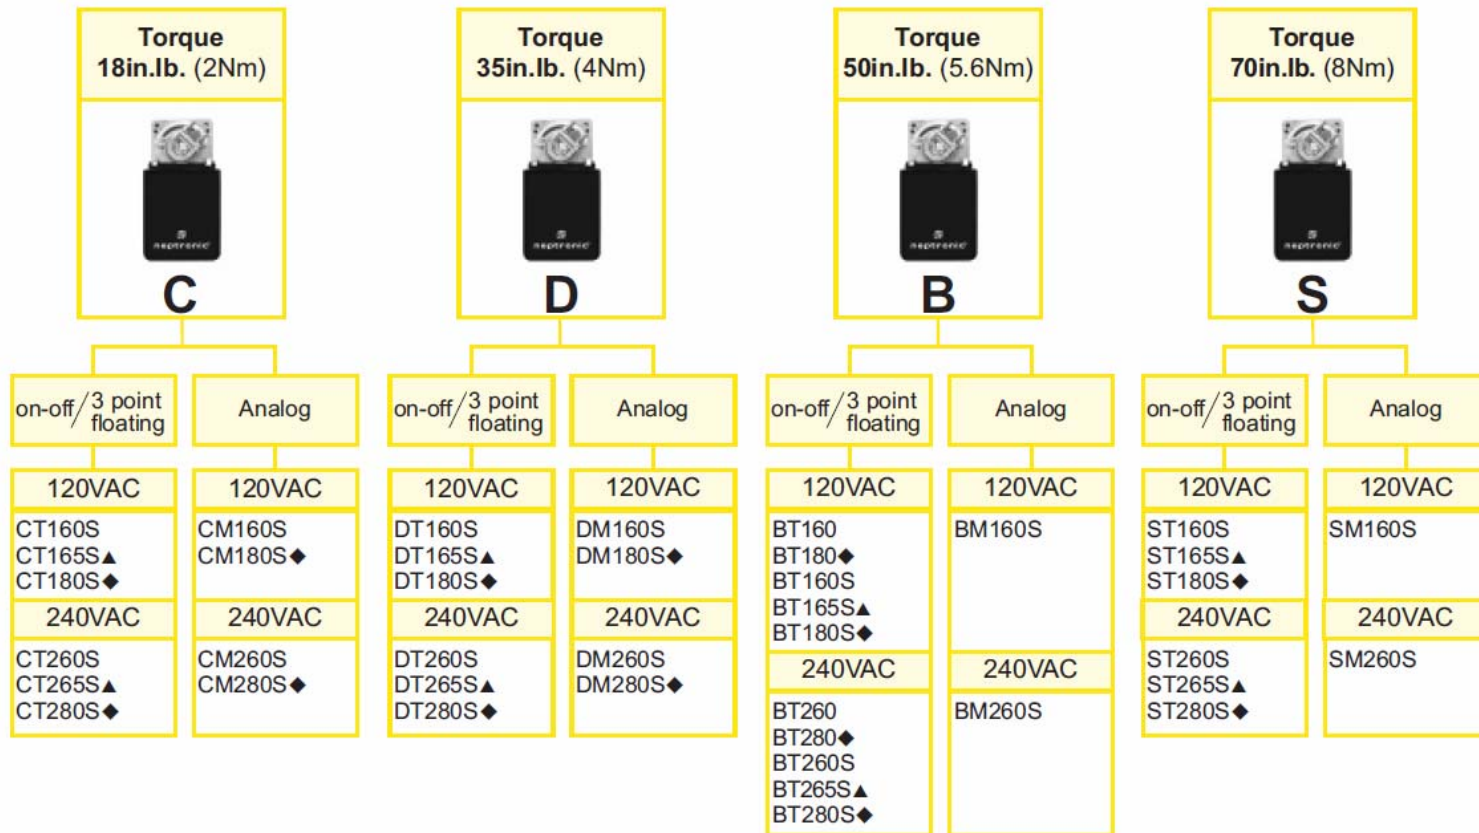 Torque
18in.lb. (2Nm)
neptronic
C
on-off/3 point
floating
120VAC
CT160S
CT165S▲
CT180S◆
240VAC
CT260S
CT265S▲
CT280S◆
Analog
120VAC
CM160S
CM180S◆
240VAC
CM260S
CM280S◆
Torque
35in.lb. (4Nm)
neptronic
D
on-off/3 point
floating
120VAC
DT160S
DT165S▲
DT180S◆
240VAC
DT260S
DT265S▲
DT280S◆
Analog
120VAC
DM160S
DM180S◆
240VAC
DM260S
DM280S◆
Torque
50in.lb. (5.6Nm)
neptronic
B
on-off/3 point
floating
120VAC
BT160
BT180◆
BT160S
BT165S▲
BT180S◆
240VAC
BT260
BT280◆
BT260S
BT265S▲
BT280S◆
Analog
120VAC
BM160S
240VAC
BM260S
Torque
70in.lb. (8Nm)
neptronic
S
on-off/3 point
floating
120VAC
ST160S
ST165S▲
ST180S◆
240VAC
ST260S
ST265S▲
ST280S◆
Analog
120VAC
SM160S
240VAC
SM260S